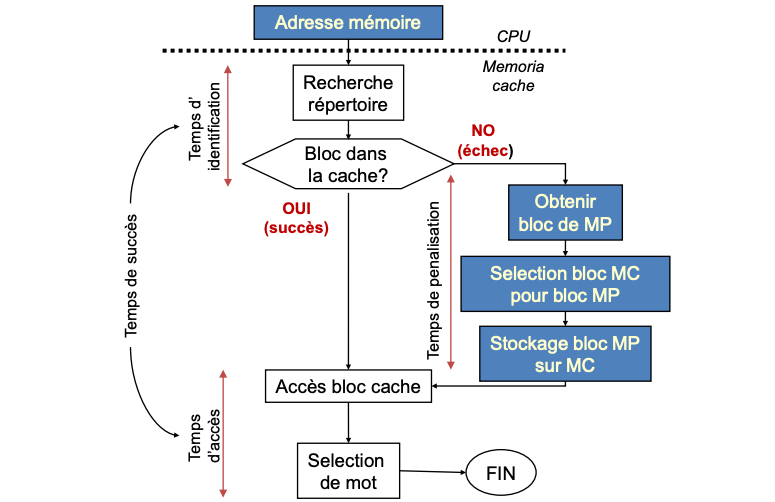 Adresse mémoire
CPU
Memoria
cache
Recherche
répertoire
Temps d'
identification
Bloc dans
la cache?
NO
(échec)
OUI
(succès)
Obtenir
bloc de MP
Selection bloc MC
pour bloc MP
Stockage bloc MP
sur MC
Temps de penalisation
Temps de succès
Accès bloc cache
Temps
d'accès
Selection
de mot
FIN